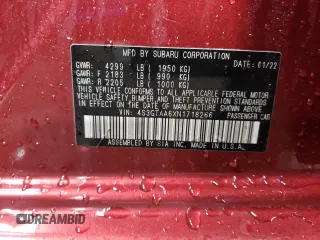 MFD BY SUBARU CORPORATION DATE: 01/22
GVWR: 4299 LB ( 1950 KG)
GAWR: F 2183 LB ( 990 KG)
GAWR: R 2205 LB ( 1000 KG)
THIS VEHICLE CONFORMS TO ALL APPLICABLE
FEDERAL MOTOR VEHICLE SAFETY, BUMPER, AND THEFT PREVENTION STANDARDS
IN EFFECT ON THE DATE OF MANUFACTURE SHOWN ABOVE.
VIN: 4S3GTAA6XN1718266 PASSENGER CAR
ASSEMBLED BY: SIA, INC. MADE IN U.S.A.
DREAMBID